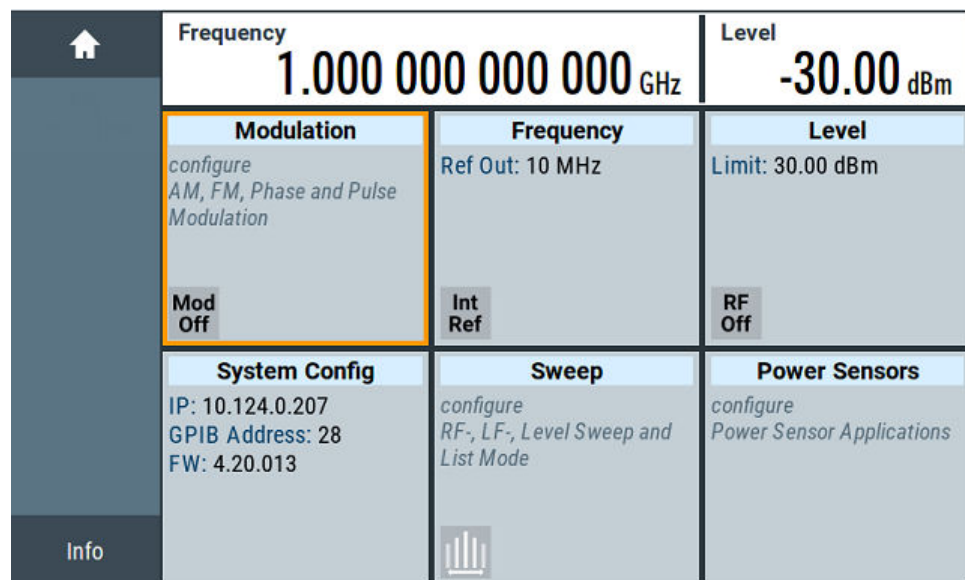 Frequency
1.000 000 000 000 GHz
Level
-30.00 dBm
Modulation
configure
AM, FM, Phase and Pulse
Modulation
Mod
Off
Frequency
Ref Out: 10 MHz
Int
Ref
Level
Limit: 30.00 dBm
RF
Off
System Config
IP: 10.124.0.207
GPIB Address: 28
FW: 4.20.013
Sweep
configure
RF-, LF-, Level Sweep and
List Mode
Power Sensors
configure
Power Sensor Applications
Info